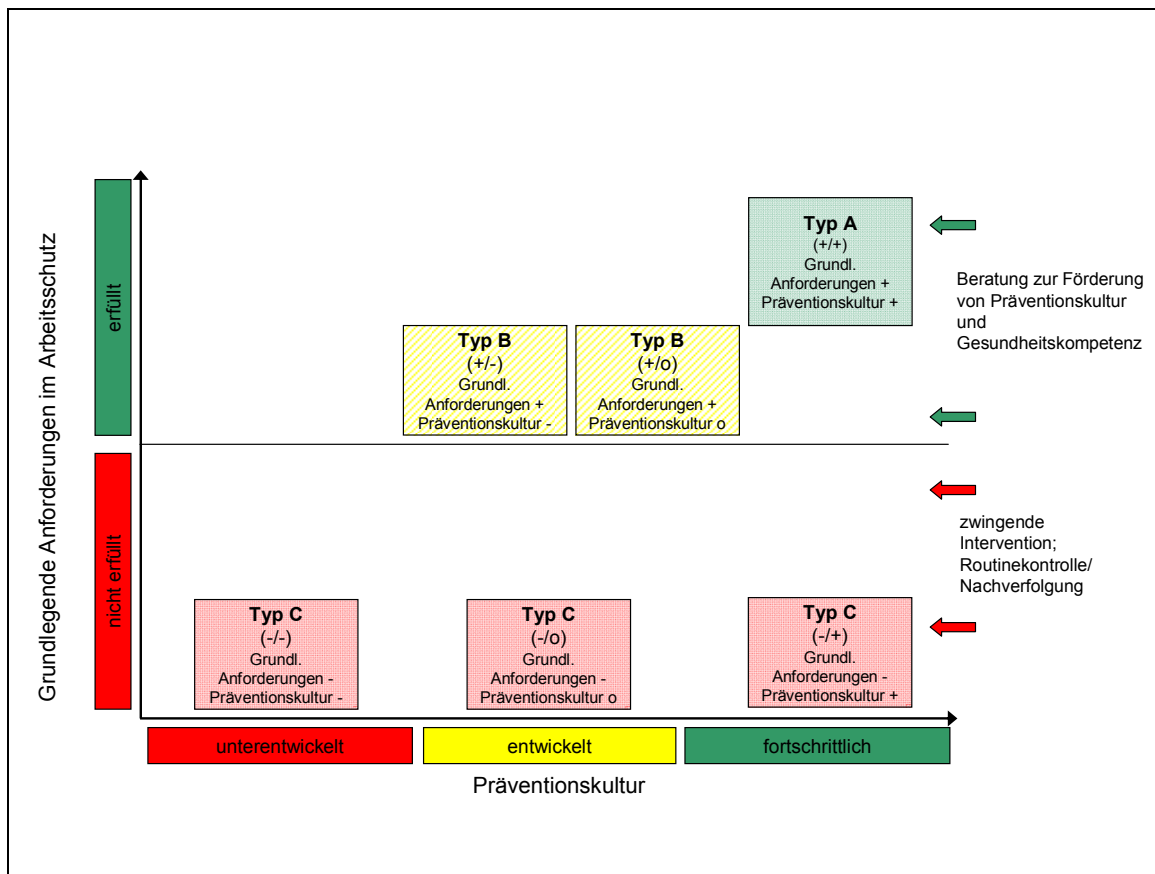 Grundlegende Anforderungen im Arbeitsschutz
erfüllt
nicht erfüllt
Typ A
(+/+)
Grundl.
Anforderungen +
Präventionskultur +
Typ B
(+/-)
Grundl.
Anforderungen +
Präventionskultur -
Typ B
(+/o)
Grundl.
Anforderungen +
Präventionskultur o
Beratung zur Förderung
von Präventionskultur
und
Gesundheitskompetenz
Typ C
(-/-)
Grundl.
Anforderungen -
Präventionskultur -
Typ C
(-/o)
Grundl.
Anforderungen -
Präventionskultur o
Typ C
(-/+)
Grundl.
Anforderungen -
Präventionskultur +
zwingende
Intervention;
Routinekontrolle/
Nachverfolgung
unterentwickelt
entwickelt
fortschrittlich
Präventionskultur